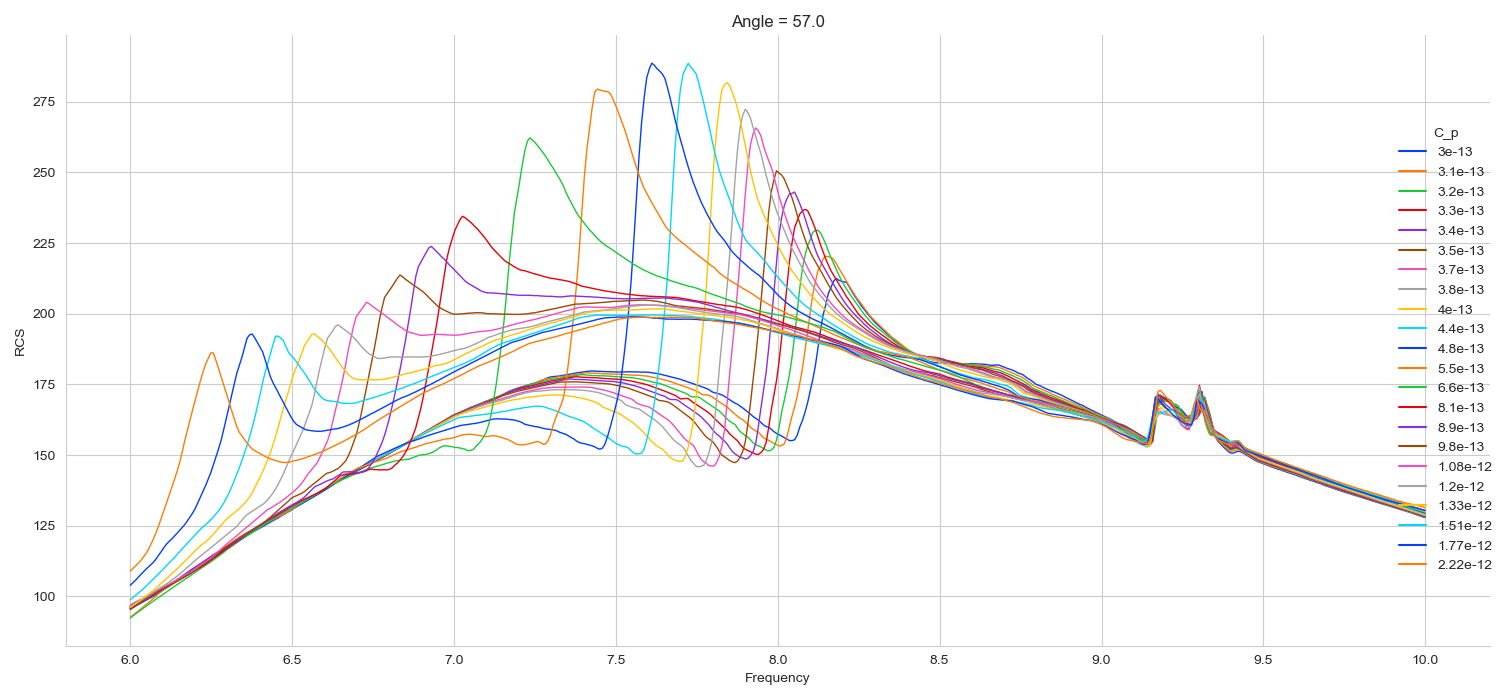 Angle = 57.0
RCS
275
250
225
200
175
150
125
100
6.0 6.5 7.0 7.5 8.0 8.5 9.0 9.5 10.0
Frequency
C_p
3e-13
3.1e-13
3.2e-13
3.3e-13
3.4e-13
3.5e-13
3.7e-13
3.8e-13
4e-13
4.4e-13
4.8e-13
5.5e-13
6.6e-13
8.1e-13
8.9e-13
9.8e-13
1.08e-12
1.2e-12
1.33e-12
1.51e-12
1.77e-12
2.22e-12